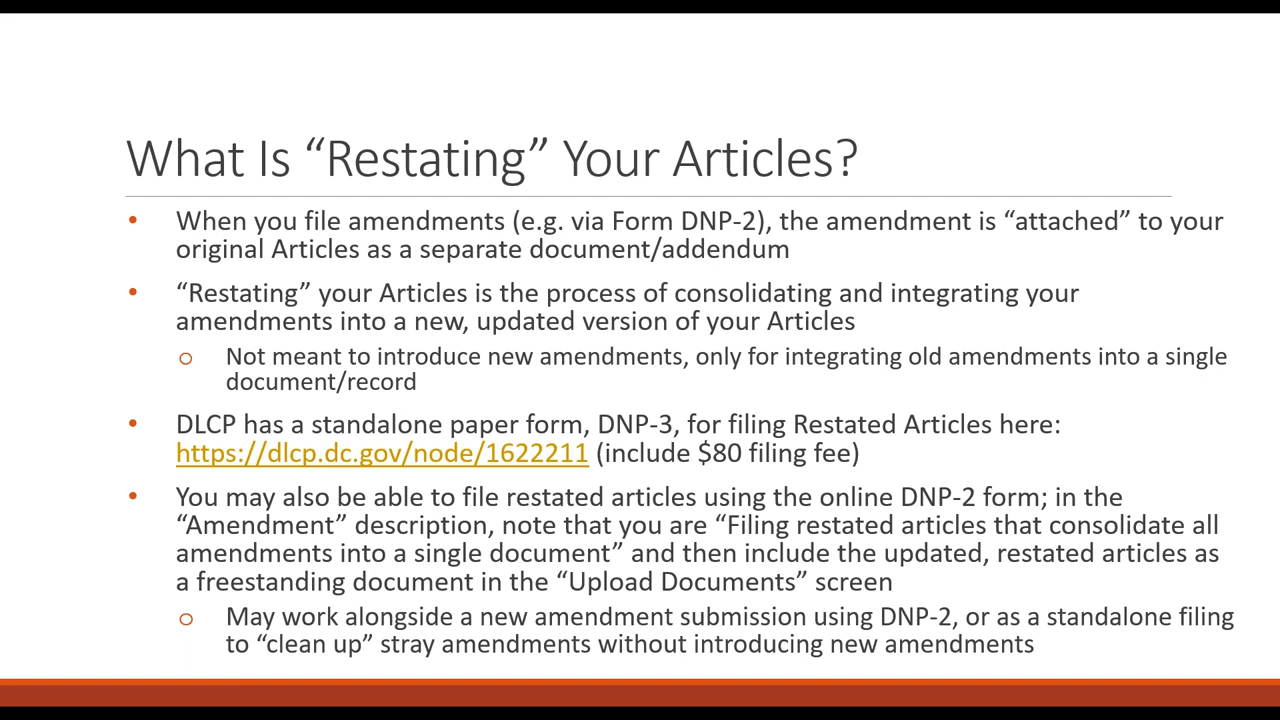 What Is “Restating” Your Articles?
• When you file amendments (e.g. via Form DNP-2), the amendment is “attached” to your
original Articles as a separate document/addendum
• “Restating” your Articles is the process of consolidating and integrating your
amendments into a new, updated version of your Articles
o Not meant to introduce new amendments, only for integrating old amendments into a single
document/record
• DLCP has a standalone paper form, DNP-3, for filing Restated Articles here:
https://dlcp.dc.gov/node/1622211 (include $80 filing fee)
• You may also be able to file restated articles using the online DNP-2 form; in the
“Amendment” description, note that you are “Filing restated articles that consolidate all
amendments into a single document” and then include the updated, restated articles as
a freestanding document in the “Upload Documents” screen
o May work alongside a new amendment submission using DNP-2, or as a standalone filing
to “clean up” stray amendments without introducing new amendments